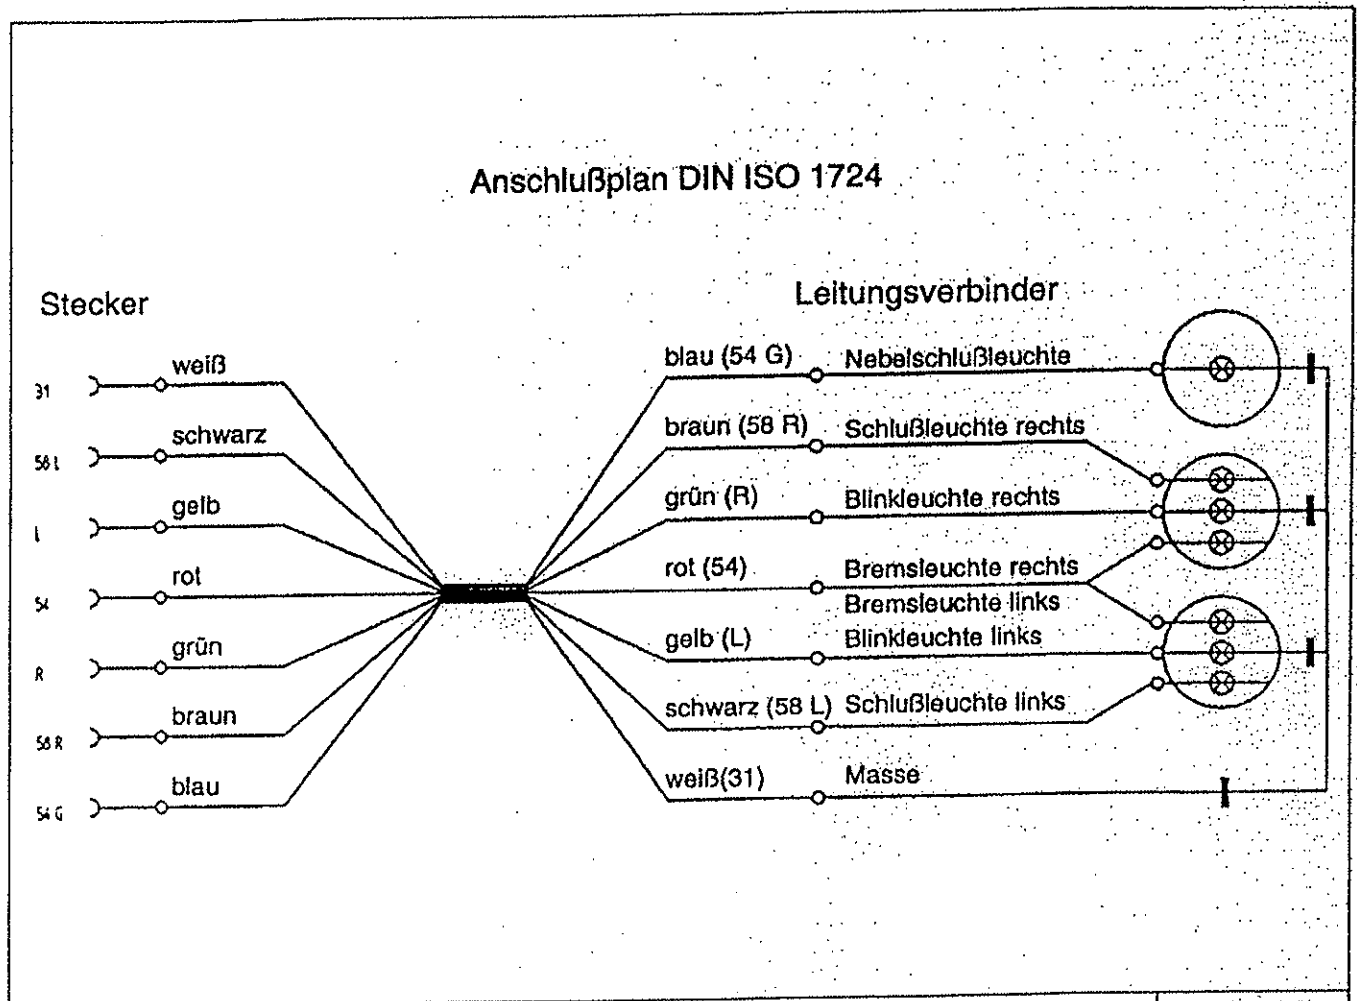 Anschlußplan DIN ISO 1724
Stecker
Leitungsverbinder
31
weiß
58 L
schwarz
L
gelb
54
rot
R
grün
58 R
braun
54 G
blau
blau (54 G) Nebelschlußleuchte
braun (58 R) Schlußleuchte rechts
grün (R) Blinkleuchte rechts
rot (54) Bremsleuchte rechts
Bremsleuchte links
gelb (L) Blinkleuchte links
schwarz (58 L) Schlußleuchte links
weiß(31) Masse